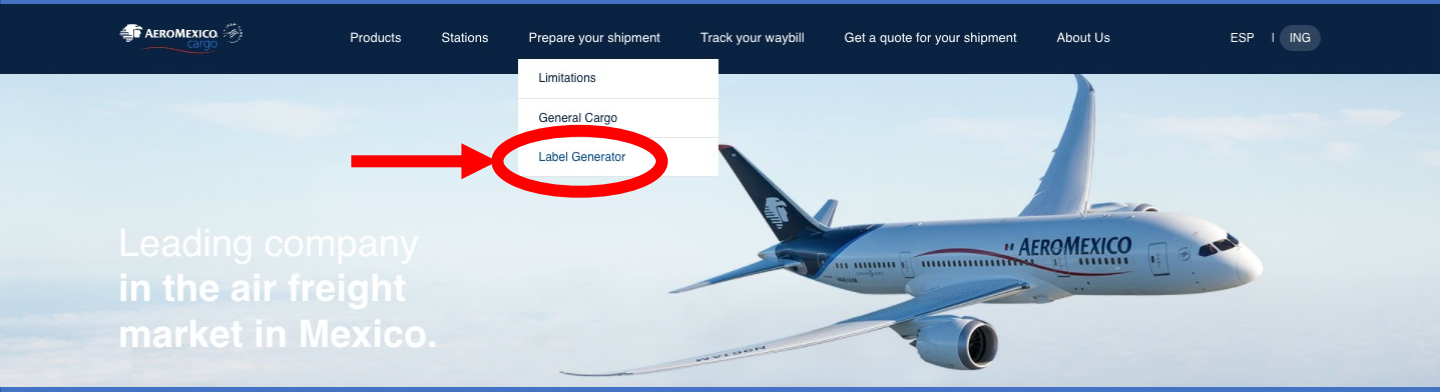 AEROMEXICO
cargo
Products
Stations
Prepare your shipment
Track your waybill
Get a quote for your shipment
About Us
ESP | ING
Limitations
General Cargo
Label Generator
Leading company
in the air freight
market in Mexico.
AEROMEXICO
N961AM